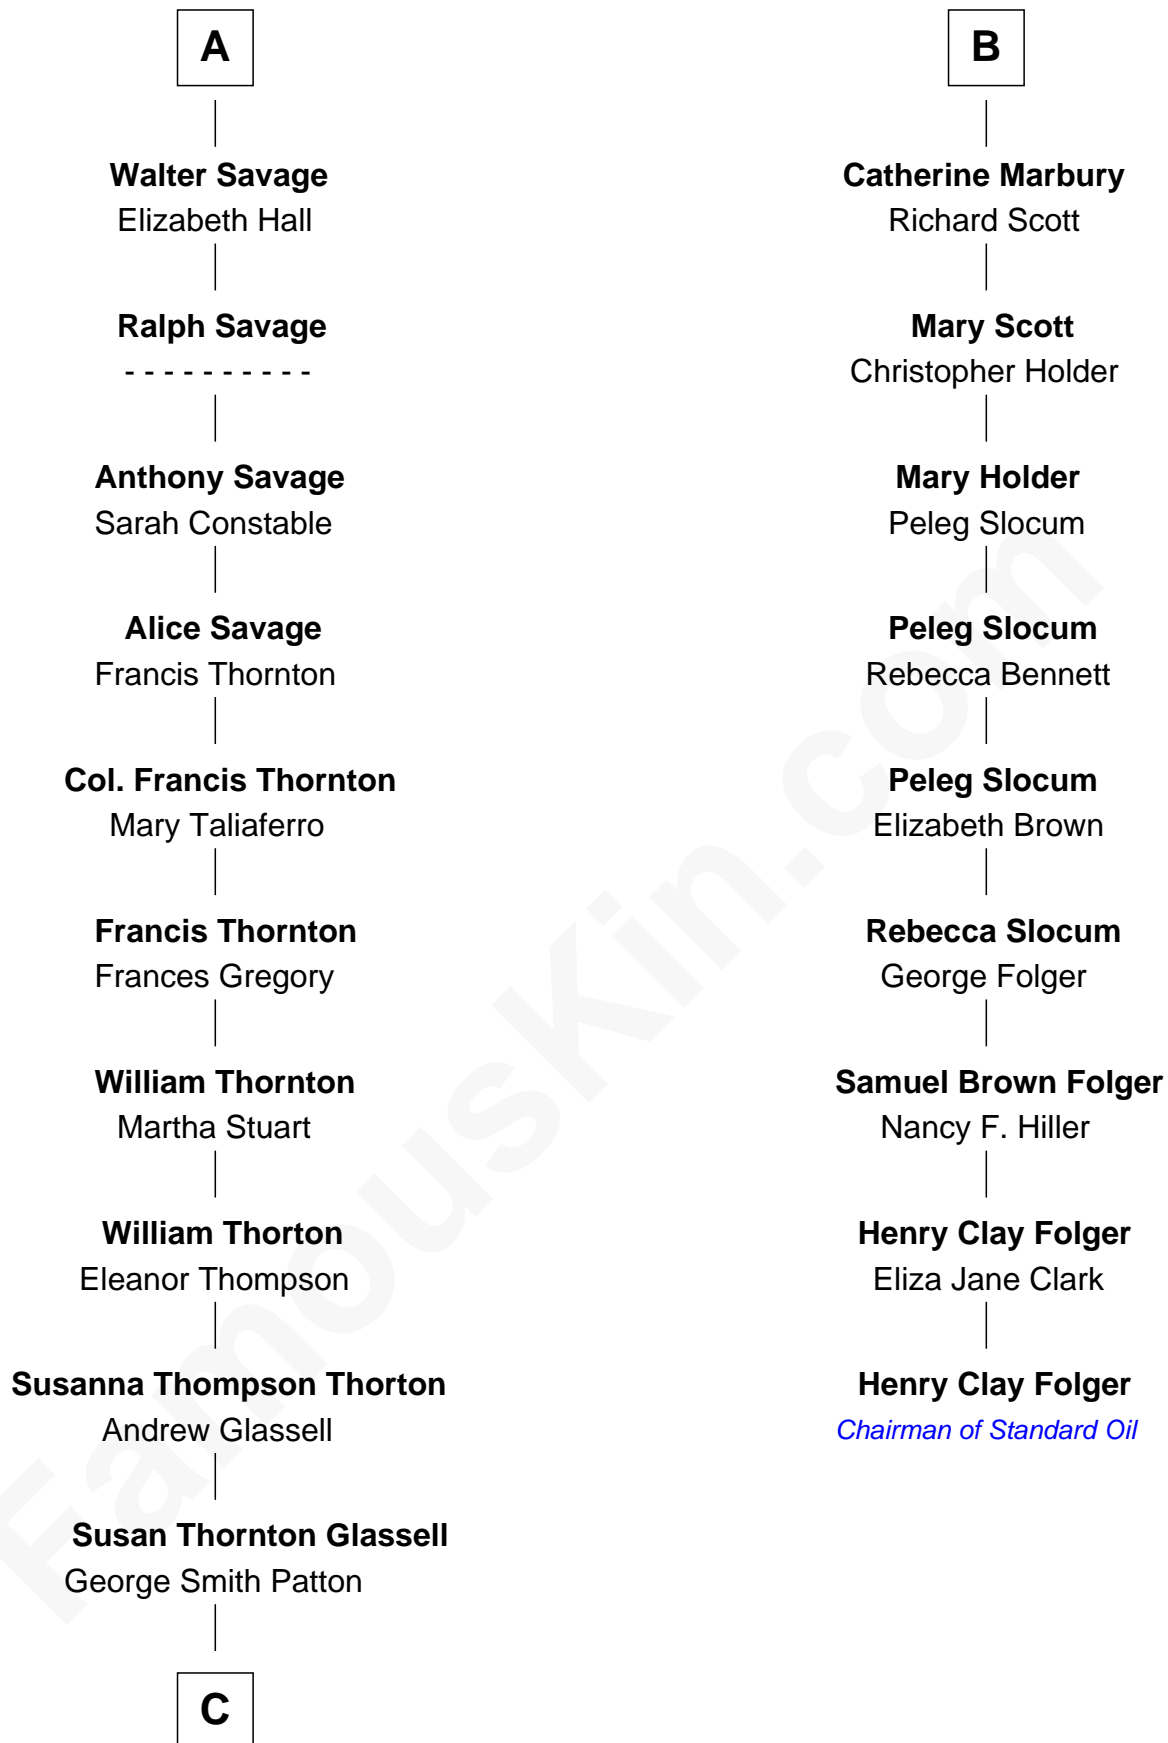 A
Walter Savage
Elizabeth Hall
Ralph Savage
- - - - - - - - - -
Anthony Savage
Sarah Constable
Alice Savage
Francis Thornton
Col. Francis Thornton
Mary Taliaferro
Francis Thornton
Frances Gregory
William Thornton
Martha Stuart
William Thorton
Eleanor Thompson
Susanna Thompson Thorton
Andrew Glassell
Susan Thornton Glassell
George Smith Patton
C
B
Catherine Marbury
Richard Scott
Mary Scott
Christopher Holder
Mary Holder
Peleg Slocum
Peleg Slocum
Rebecca Bennett
Peleg Slocum
Elizabeth Brown
Rebecca Slocum
George Folger
Samuel Brown Folger
Nancy F. Hiller
Henry Clay Folger
Eliza Jane Clark
Henry Clay Folger
Chairman of Standard Oil
FamousKin.com